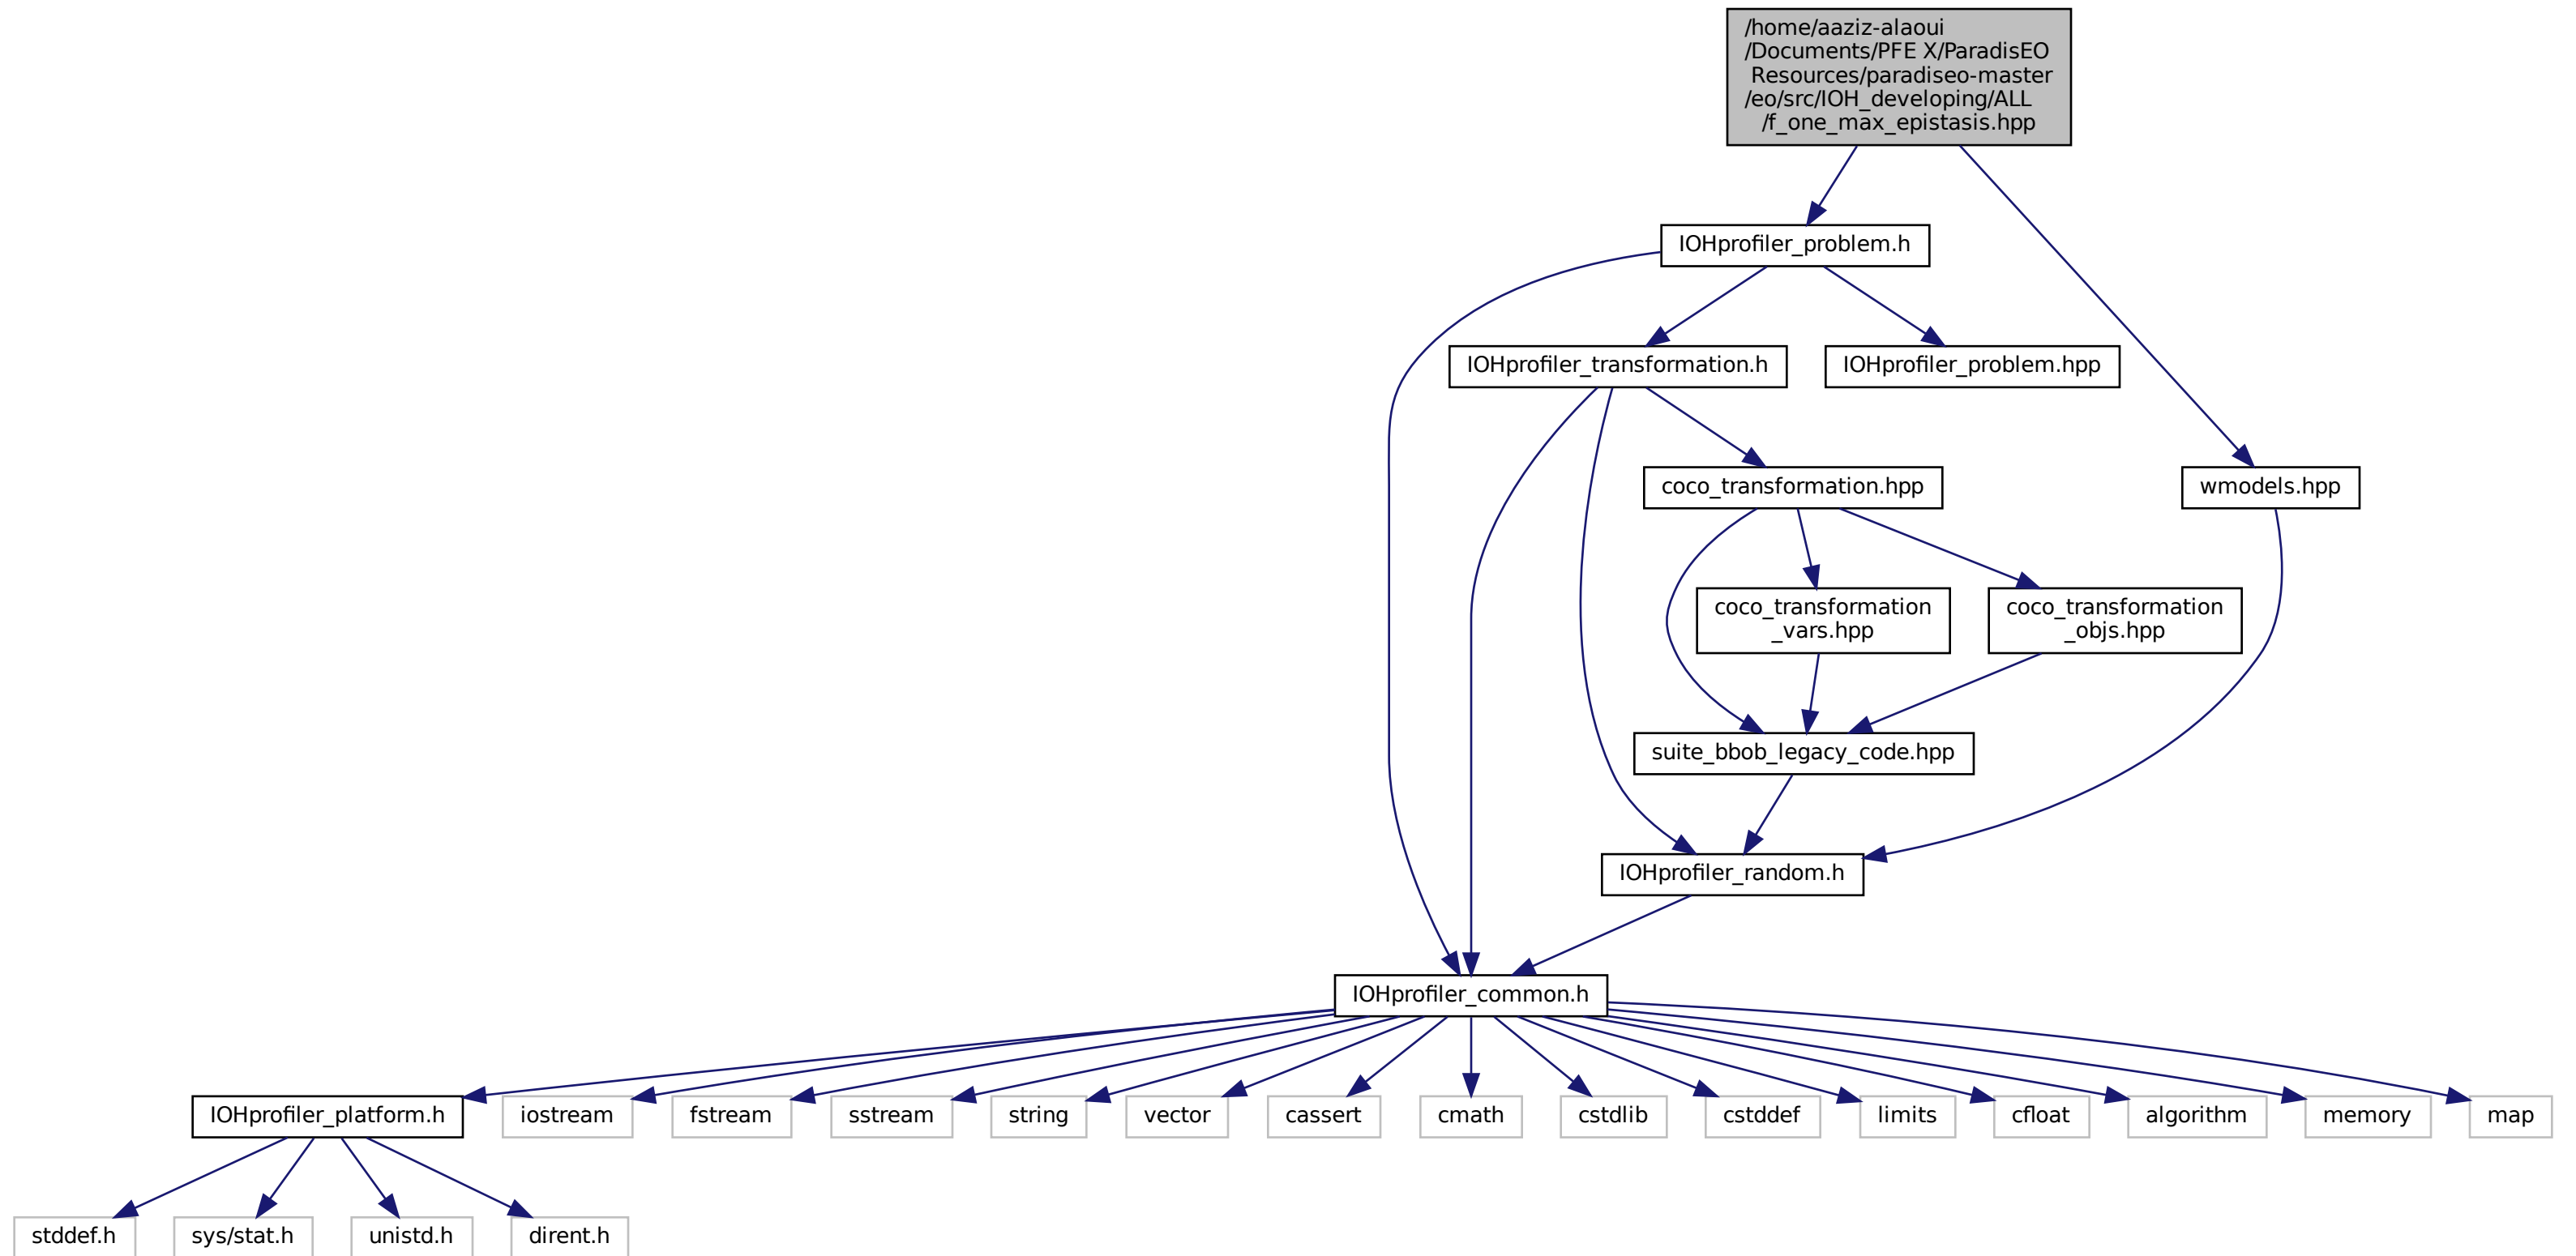 /home/aaziz-alaoui
/Documents/PFE X/ParadisEO
Resources/paradiseo-master
/eo/src/IOH_developing/ALL
/f_one_max_epistasis.hpp
IOHprofiler_problem.h
IOHprofiler_transformation.h
IOHprofiler_problem.hpp
coco_transformation.hpp
wmodels.hpp
coco_transformation
_vars.hpp
coco_transformation
_objs.hpp
suite_bbob_legacy_code.hpp
IOHprofiler_random.h
IOHprofiler_common.h
IOHprofiler_platform.h
iostream
fstream
sstream
string
vector
cassert
cmath
cstdlib
cstddef
limits
cfloat
algorithm
memory
map
stddef.h
sys/stat.h
unistd.h
dirent.h